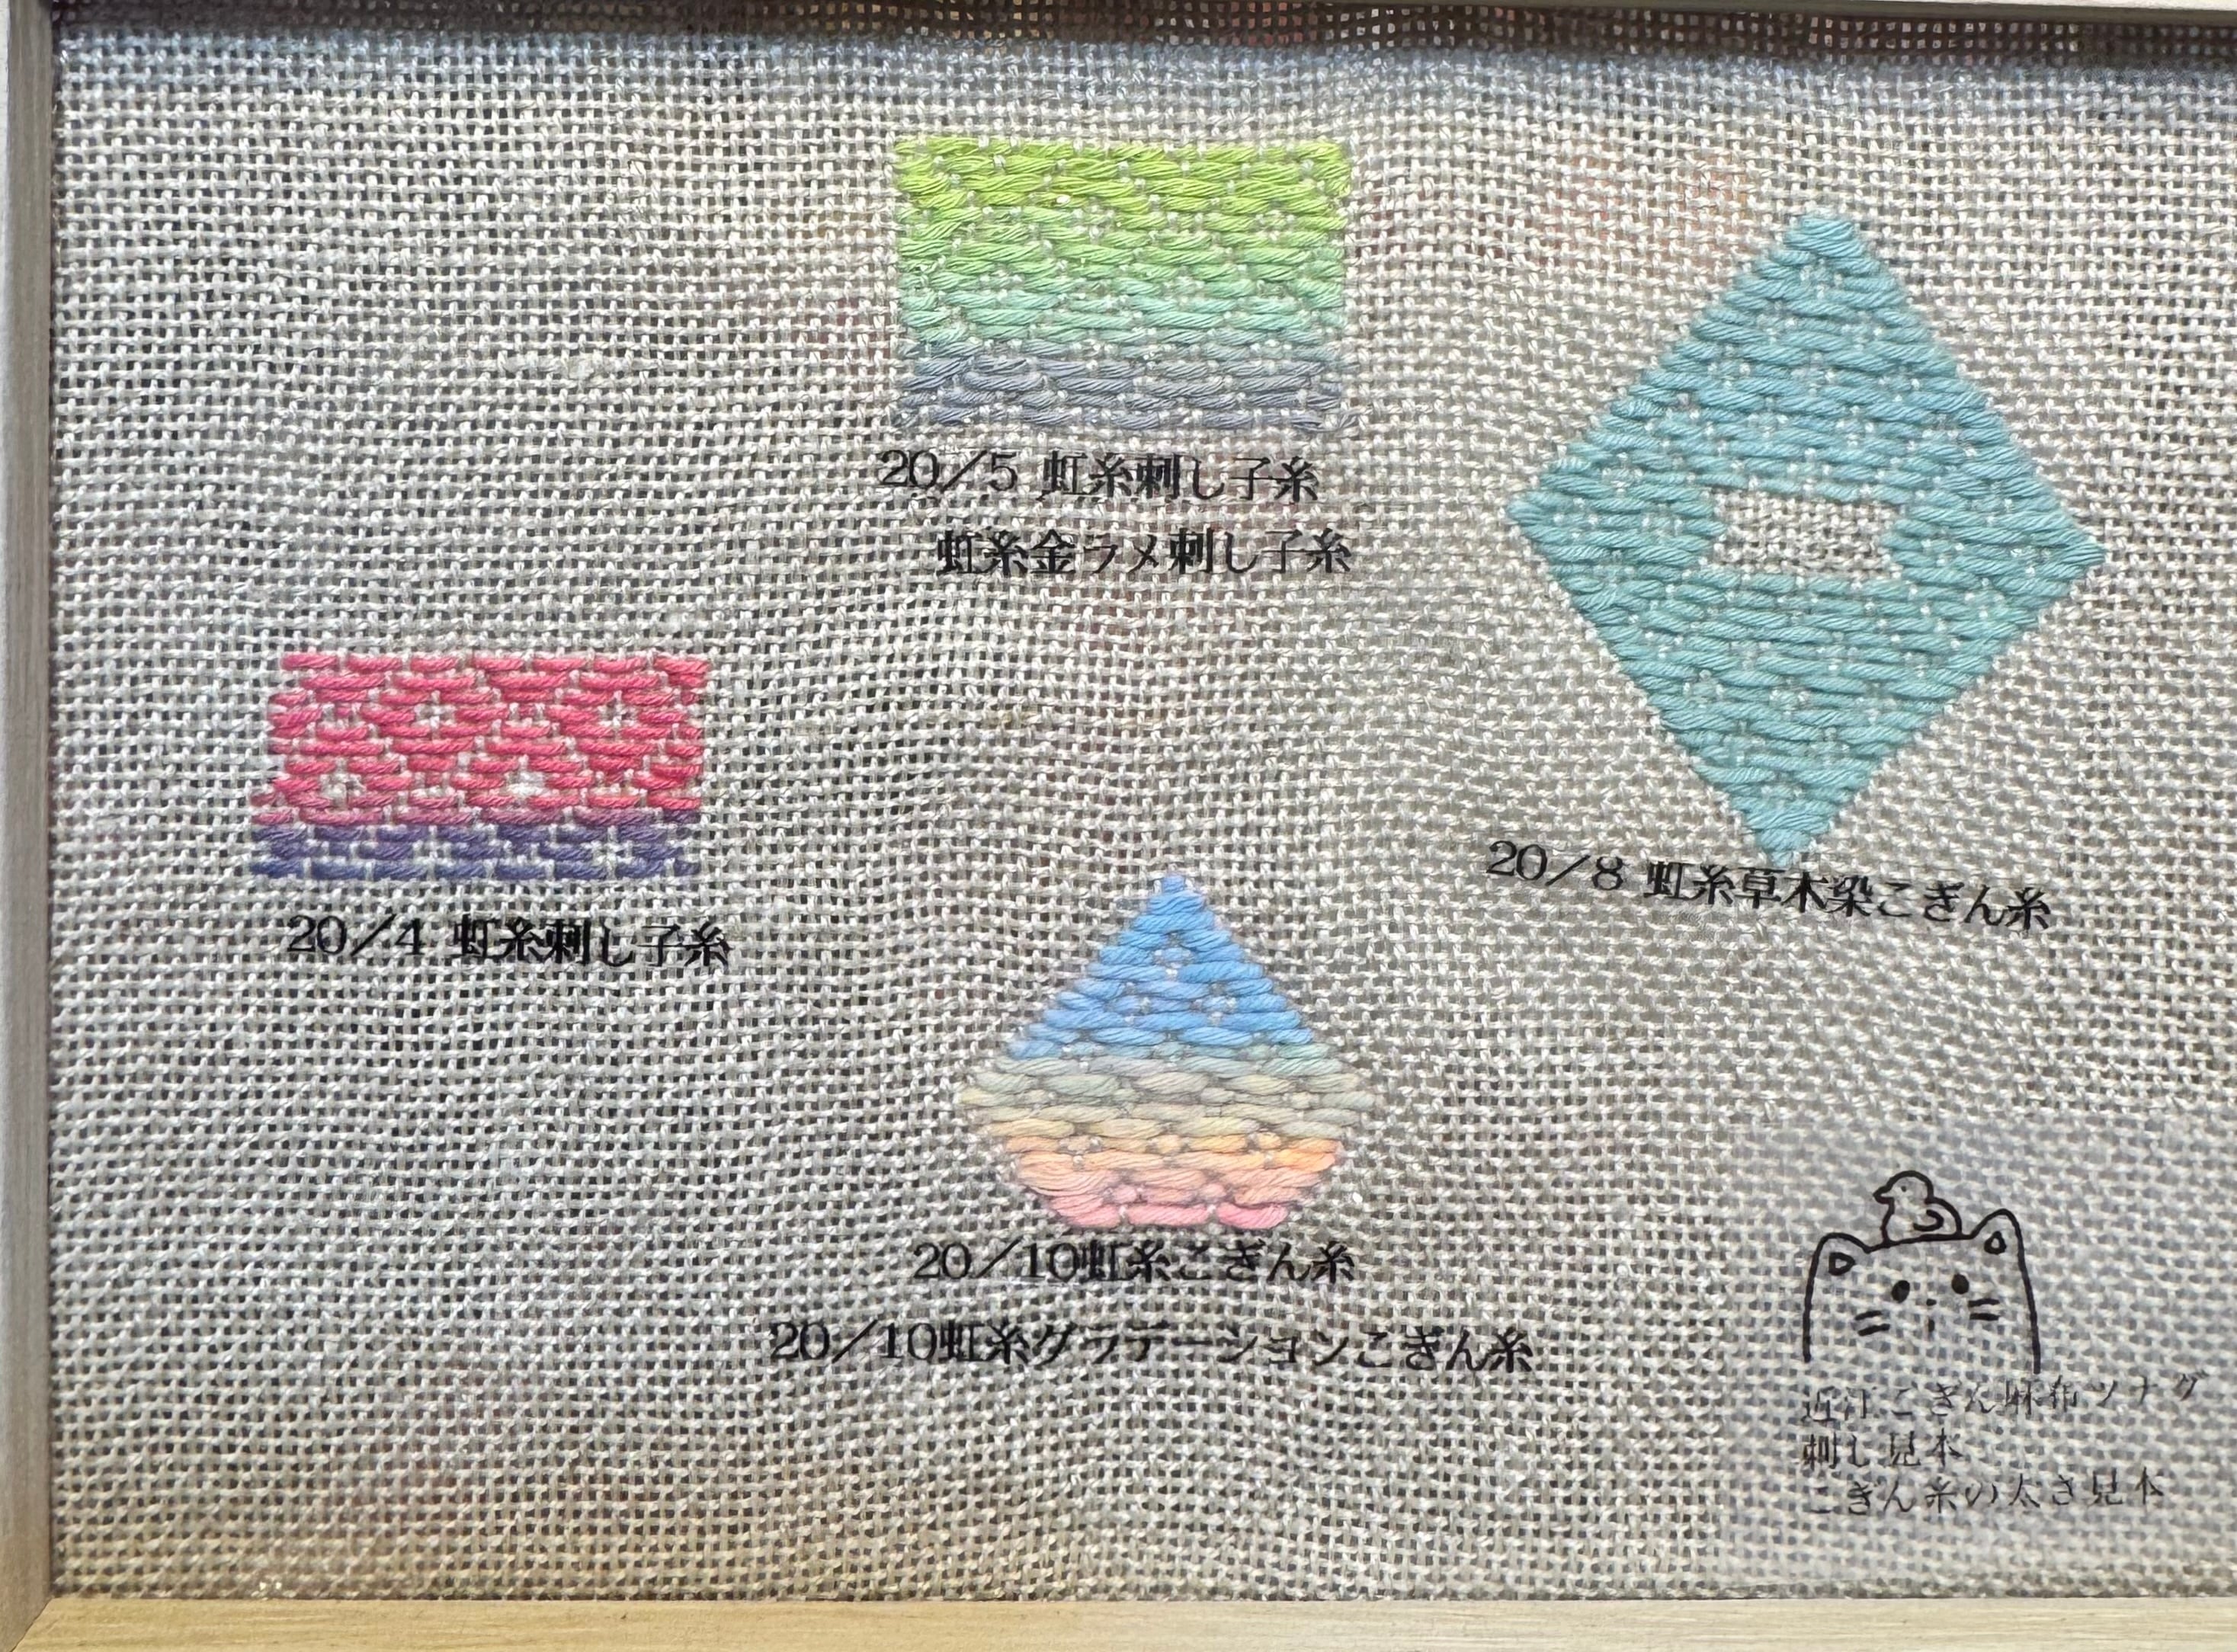 20/5 虹糸刺し子糸
虹糸金ラメ刺し子糸
20/8 虹糸草木染こぎん糸
20/4 虹糸刺し子糸
20/10虹糸こぎん糸
20/10虹糸グラデーションこぎん糸
近江こぎん麻布ツナグ
刺し見本
こぎん糸の太さ見本